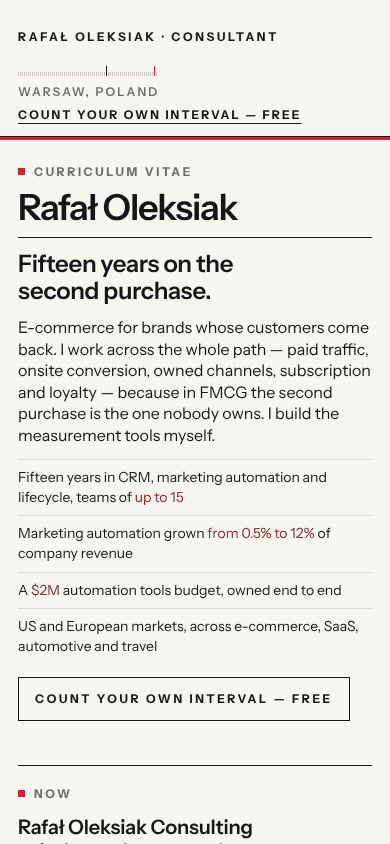 RAFAŁ OLEKSIAK · CONSULTANT
WARSAW, POLAND
COUNT YOUR OWN INTERVAL — FREE
CURRICULUM VITAE
Rafał Oleksiak
Fifteen years on the
second purchase.
E-commerce for brands whose customers come
back. I work across the whole path — paid traffic,
onsite conversion, owned channels, subscription
and loyalty — because in FMCG the second
purchase is the one nobody owns. I build the
measurement tools myself.
Fifteen years in CRM, marketing automation and
lifecycle, teams of up to 15
Marketing automation grown from 0.5% to 12% of
company revenue
A $2M automation tools budget, owned end to end
US and European markets, across e-commerce, SaaS,
automotive and travel
COUNT YOUR OWN INTERVAL — FREE
NOW
Rafał Oleksiak Consulting